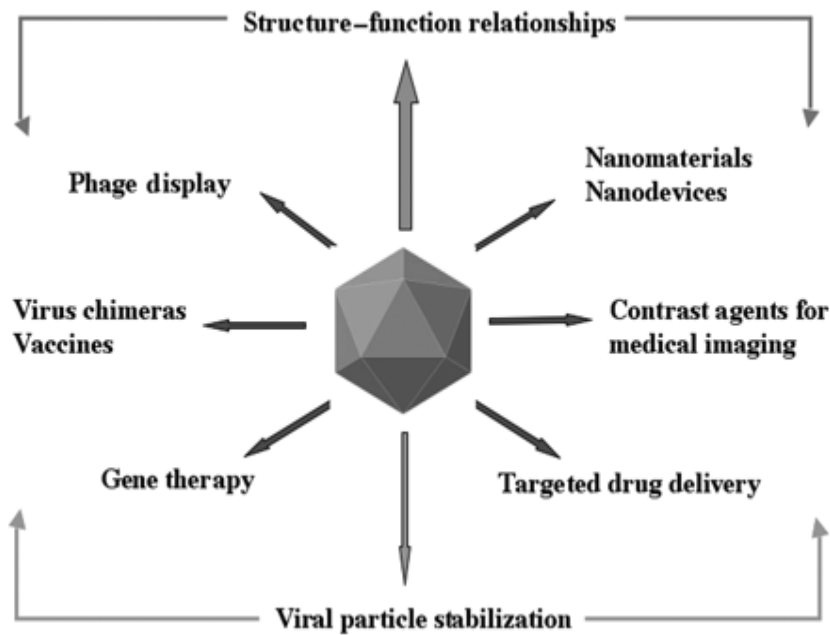 Structure–function relationships
Phage display
Nanomaterials
Nanodevices
Virus chimeras
Vaccines
Contrast agents for
medical imaging
Gene therapy
Targeted drug delivery
Viral particle stabilization